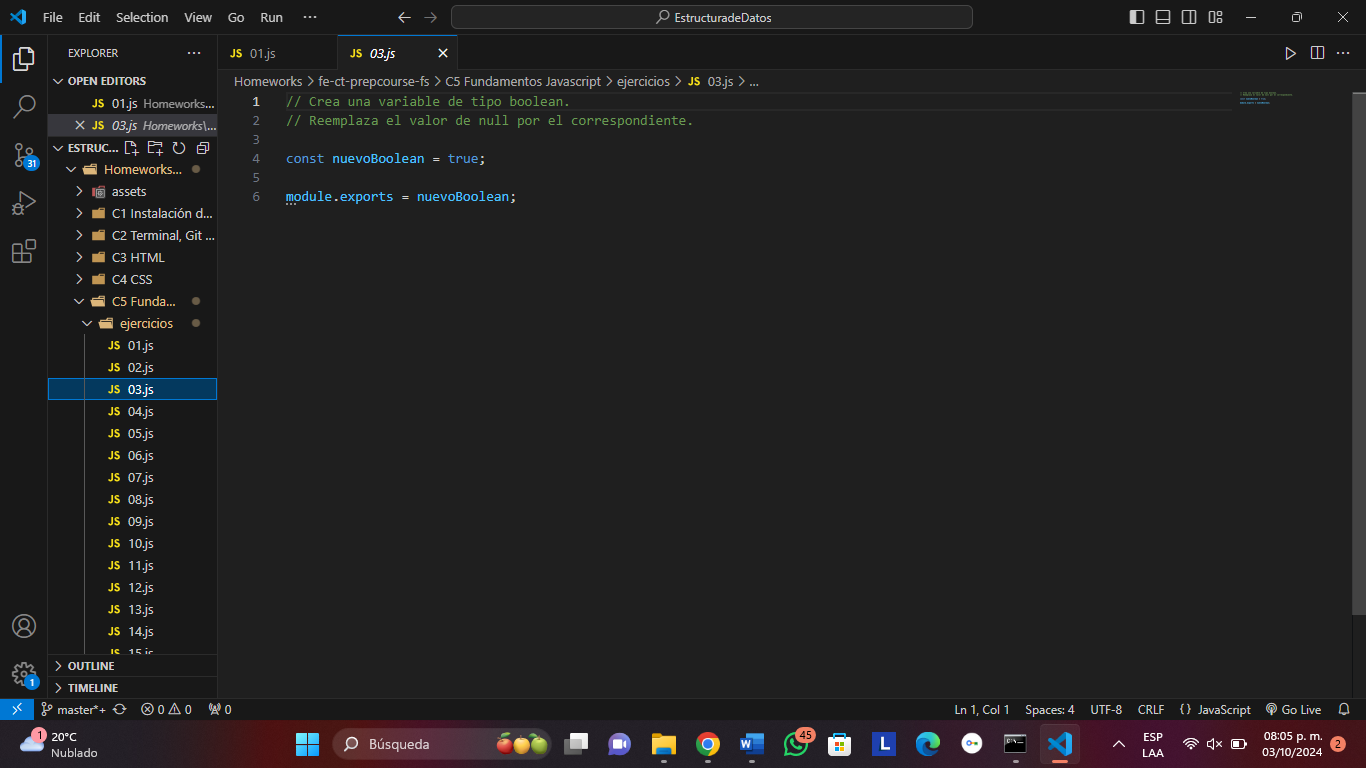 File Edit Selection View Go Run ···
EstructuradeDatos
EXPLORER
OPEN EDITORS
JS 01.js Homeworks...
JS 03.js Homeworks\...
ESTRUC...
Homeworks...
assets
C1 Instalación d...
C2 Terminal, Git ...
C3 HTML
C4 CSS
C5 Funda...
ejercicios
JS 01.js
JS 02.js
JS 03.js
JS 04.js
JS 05.js
JS 06.js
JS 07.js
JS 08.js
JS 09.js
JS 10.js
JS 11.js
JS 12.js
JS 13.js
JS 14.js
JS 15.js
OUTLINE
TIMELINE
31
1
JS 01.js
JS 03.js
Homeworks > fe-ct-prepcourse-fs > C5 Fundamentos Javascript > ejercicios > JS 03.js > ...
1 // Crea una variable de tipo boolean.
2 // Reemplaza el valor de null por el correspondiente.
3
4 const nuevoBoolean = true;
5
6 module.exports = nuevoBoolean;
master*+ 0 0 0
Ln 1, Col 1 Spaces: 4 UTF-8 CRLF {} JavaScript Go Live
1 20°C
Nublado
Búsqueda
45
L
ESP
LAA
08:05 p. m.
03/10/2024
2